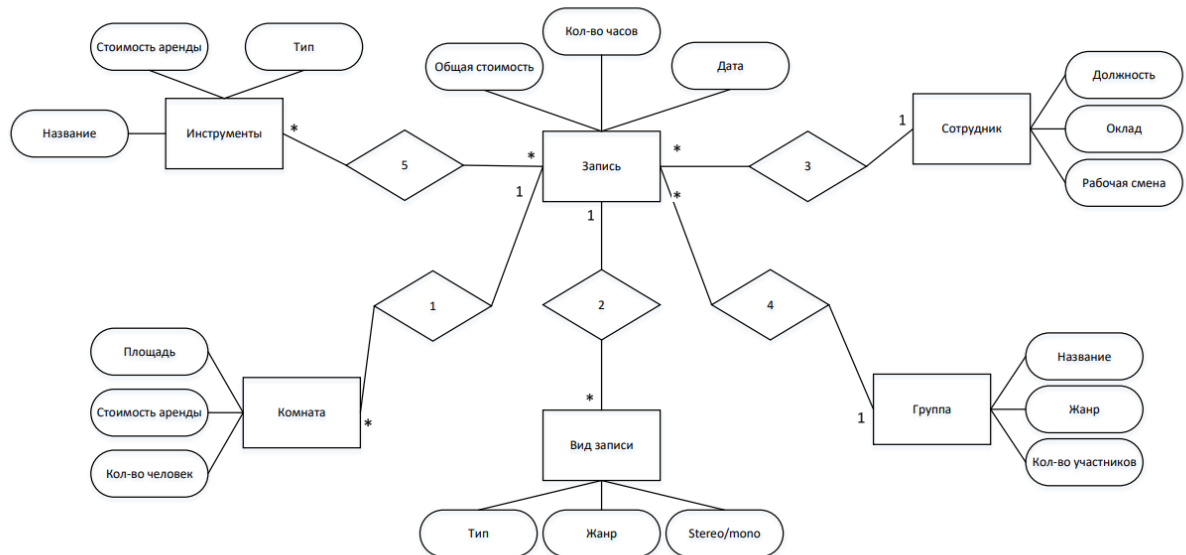 Кол-во часов
Стоимость аренды
Тип
Общая стоимость
Дата
Должность
Название
Инструменты
*
5
*
Запись
*
3
1
Сотрудник
Оклад
Рабочая смена
1
1
*
1
2
4
Площадь
Стоимость аренды
Кол-во человек
Комната
*
*
Вид записи
1
Группа
Название
Жанр
Кол-во участников
Тип
Жанр
Stereo/mono